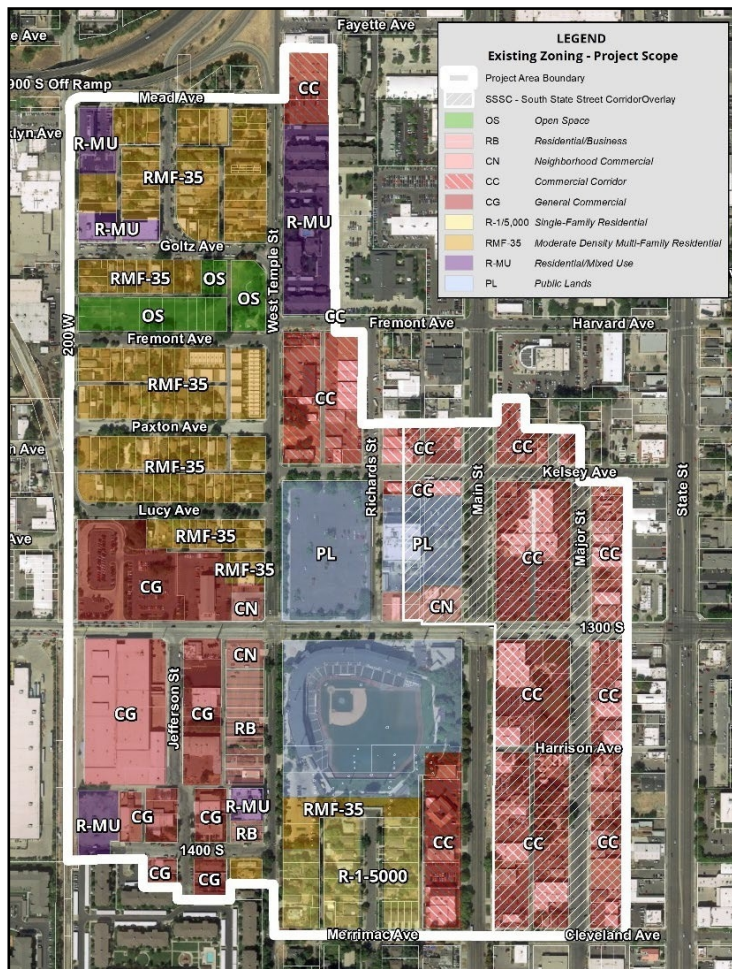 Fayette Ave
e Ave
900 S Off Ramp
Mead Ave
klyn Ave
LEGEND
Existing Zoning - Project Scope
Project Area Boundary
SSSC - South State Street CorridorOverlay
OS Open Space
RB Residential/Business
CN Neighborhood Commercial
CC Commercial Corridor
CG General Commercial
R-1/5,000 Single-Family Residential
RMF-35 Moderate Density Multi-Family Residential
R-MU Residential/Mixed Use
PL Public Lands
CC
R-MU
RMF-35
R-MU
R-MU
Goltz Ave
West Temple St
RMF-35
OS
OS
OS
200 W
Fremont Ave
CC
Fremont Ave
Harvard Ave
RMF-35
CC
Paxton Ave
n Ave
RMF-35
Richards St
CC
Main St
CC
Kelsey Ave
State St
Lucy Ave
Ave
RMF-35
CG
RMF-35
CN
PL
CC
PL
CN
CC
Major St
CC
1300 S
CN
CG
Jefferson St
CG
RB
CC
CC
Harrison Ave
R-MU
CG
CG
R-MU
RB
1400 S
CG
CG
RMF-35
R-1-5000
CC
CC
CC
Merrimac Ave
Cleveland Ave